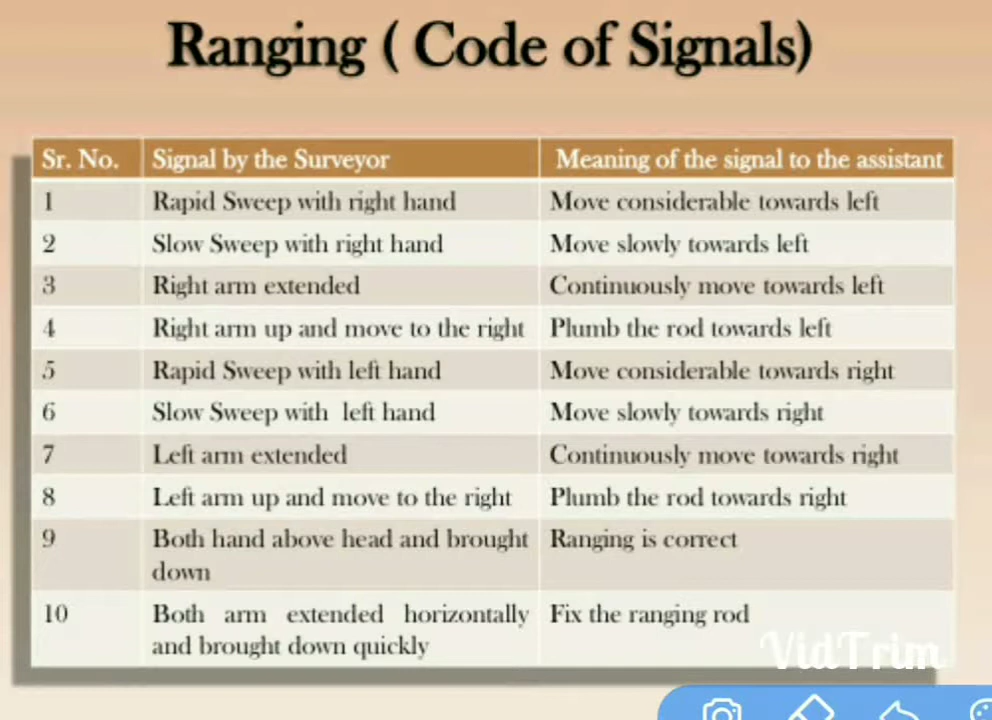 Ranging ( Code of Signals)
Sr. No. Signal by the Surveyor Meaning of the signal to the assistant
1 Rapid Sweep with right hand Move considerable towards left
2 Slow Sweep with right hand Move slowly towards left
3 Right arm extended Continuously move towards left
4 Right arm up and move to the right Plumb the rod towards left
5 Rapid Sweep with left hand Move considerable towards right
6 Slow Sweep with left hand Move slowly towards right
7 Left arm extended Continuously move towards right
8 Left arm up and move to the right Plumb the rod towards right
9 Both hand above head and brought Ranging is correct
down
10 Both arm extended horizontally Fix the ranging rod
and brought down quickly
VidTrim